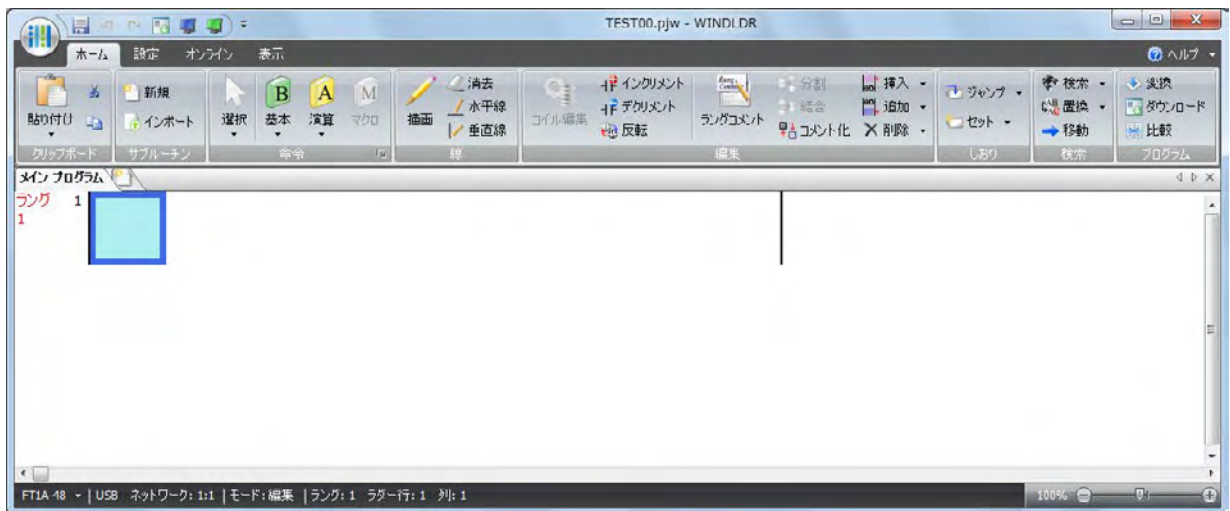 TEST00.pjw - WINDLDR
ホーム 設定 オンライン 表示 ヘルプ
貼り付け 新規 インポート 選択 B 基本 A 演算 M マクロ 描画 消去 水平線 垂直線 コイル編集 インクリメント デクリメント 反転 ラングコメント 分割 結合 コメント化 挿入 追加 削除 ジャンプ セット 検索 置換 移動 変換 ダウンロード 比較
クリップボード サブルーチン 命令 線 編集 しおり 検索 プログラム
メイン プログラム
ラング 1
1
FT1A-48 | USB ネットワーク: 1:1 | モード: 編集 | ラング: 1 ラダー行: 1 列: 1 100%